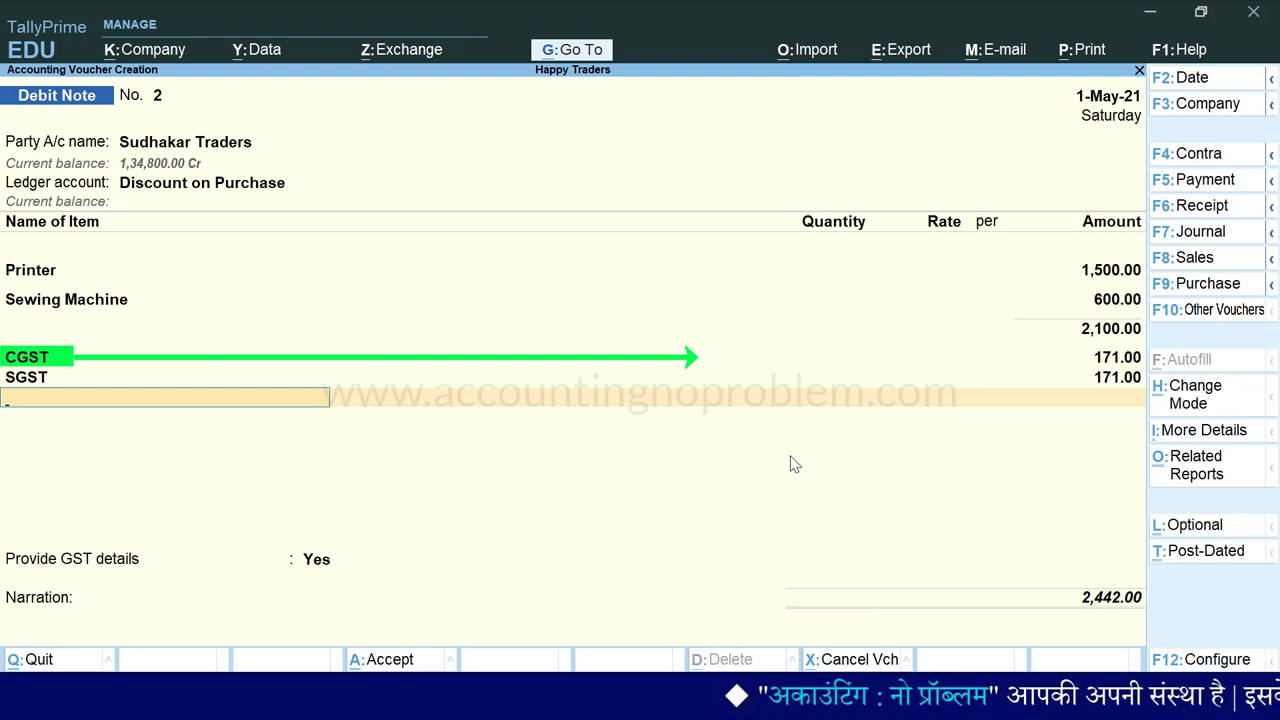 TallyPrime
EDU
MANAGE
K:Company
Y:Data
Z:Exchange
G:Go To
O:Import
E:Export
M:E-mail
P:Print
F1:Help
Accounting Voucher Creation
Happy Traders
Debit Note No. 2
1-May-21
Saturday
Party A/c name: Sudhakar Traders
Current balance: 1,34,800.00 Cr
Ledger account: Discount on Purchase
Current balance:
Name of Item Quantity Rate per Amount
Printer 1,500.00
Sewing Machine 600.00
2,100.00
CGST 171.00
SGST 171.00
www.accountingnoproblem.com
Provide GST details : Yes
Narration: 2,442.00
F2:Date
F3:Company
F4:Contra
F5:Payment
F6:Receipt
F7:Journal
F8:Sales
F9:Purchase
F10:Other Vouchers
F:Autofill
H:Change
Mode
I:More Details
O:Related
Reports
L:Optional
T:Post-Dated
Q:Quit
A:Accept
D:Delete
X:Cancel Vch
F12:Configure
"अकाउंटिंग : नो प्रॉब्लम" आपकी अपनी संस्था है |